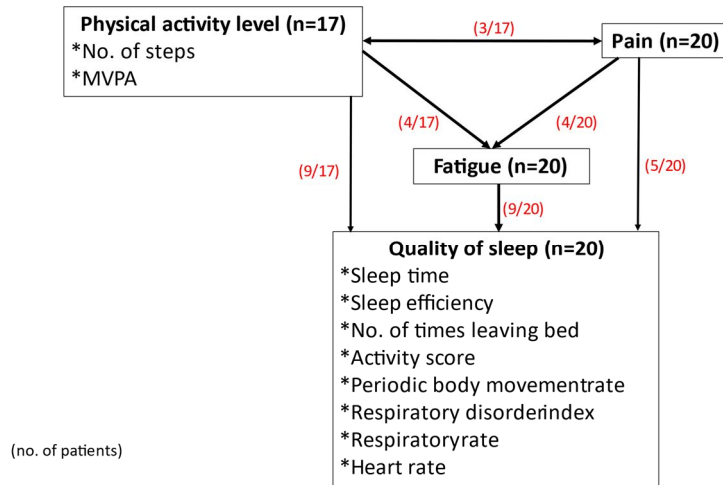 Physical activity level (n=17)
*No. of steps
*MVPA
(3/17)
Pain (n=20)
(4/17)
(4/20)
Fatigue (n=20)
(9/17)
(5/20)
(9/20)
Quality of sleep (n=20)
*Sleep time
*Sleep efficiency
*No. of times leaving bed
*Activity score
*Periodic body movementrate
*Respiratory disorderindex
*Respiratoryrate
*Heart rate
(no. of patients)